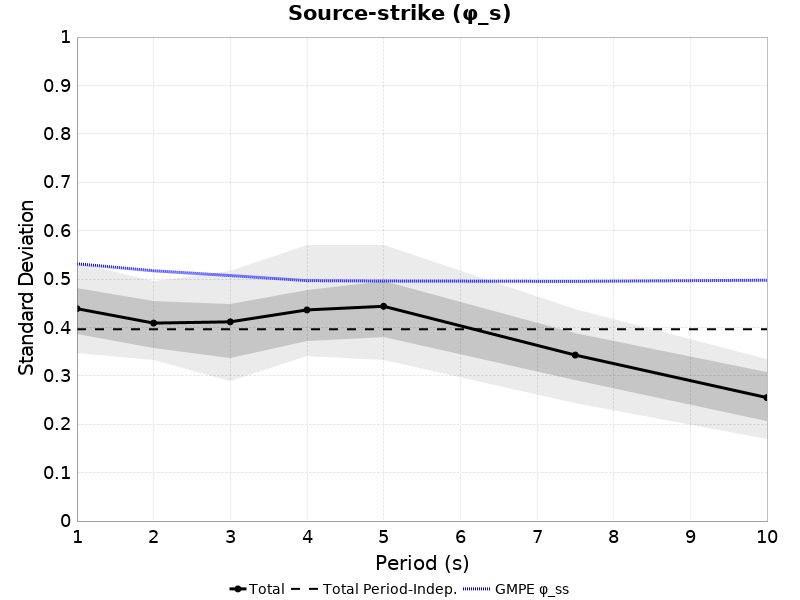 Source-strike (φ_s)
1
0.9
0.8
0.7
0.6
0.5
0.4
0.3
0.2
0.1
0
Standard Deviation
1 2 3 4 5 6 7 8 9 10
Period (s)
Total Total Period-Indep. GMPE φ_ss